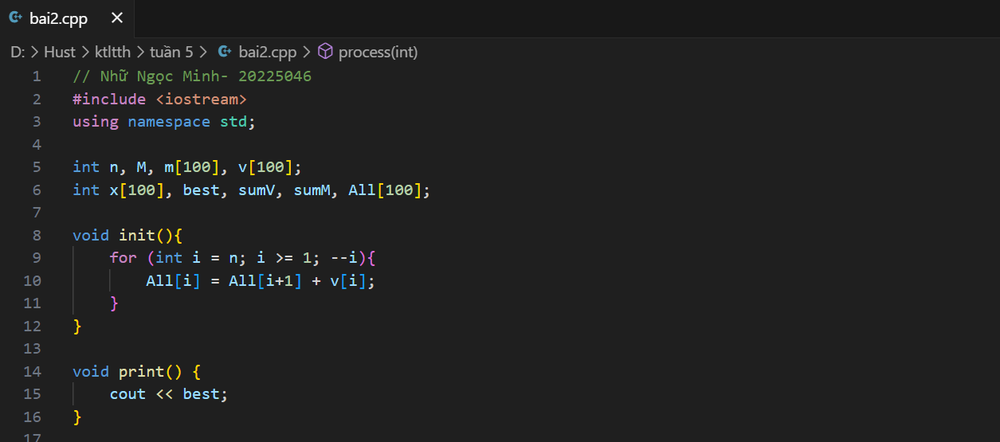 bai2.cpp
D: > Hust > ktltth > tuần 5 > bai2.cpp > process(int)
1 // Nhữ Ngọc Minh- 20225046
2 #include <iostream>
3 using namespace std;
4
5 int n, M, m[100], v[100];
6 int x[100], best, sumV, sumM, All[100];
7
8 void init(){
9     for (int i = n; i >= 1; --i){
10         All[i] = All[i+1] + v[i];
11     }
12 }
13
14 void print() {
15     cout << best;
16 }
17